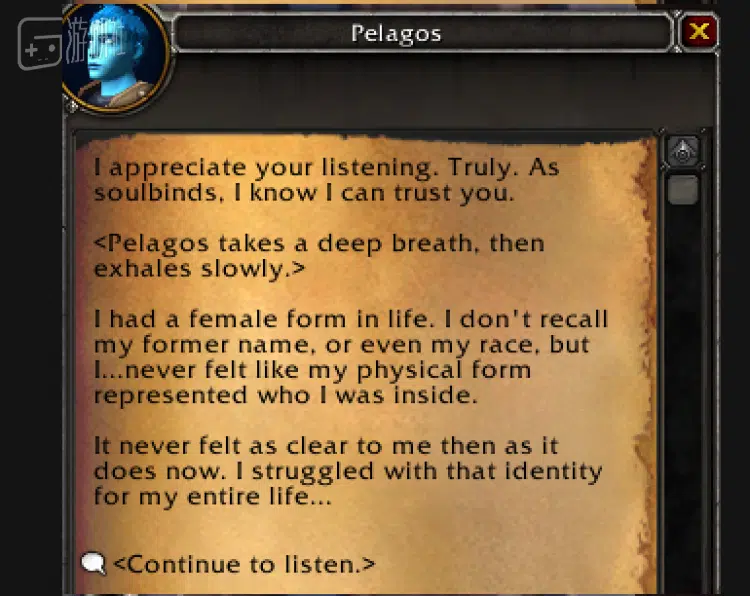 Pelagos
I appreciate your listening. Truly. As
soulbinds, I know I can trust you.
<Pelagos takes a deep breath, then
exhales slowly.>
I had a female form in life. I don't recall
my former name, or even my race, but
I...never felt like my physical form
represented who I was inside.
It never felt as clear to me then as it
does now. I struggled with that identity
for my entire life...
<Continue to listen.>